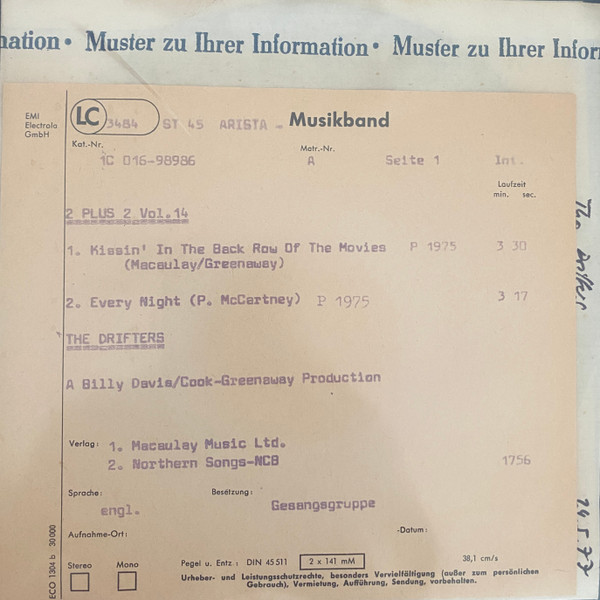 nation • Muster zu Ihrer Information • Muster zu Ihrer Infor
EMI
Electrola
GmbH
LC 3484 ST 45 ARISTA - Musikband
Kat.-Nr. Matr.-Nr.
1C 016-98986 A Seite 1 Int.
Laufzeit
min. sec.
2 PLUS 2 Vol.14
1. Kissin' In The Back Row Of The Movies P 1975 3 30
(Macaulay/Greenaway)
2. Every Night (P. McCartney) P 1975 3 17
THE DRIFTERS
A Billy Davis/Cook-Greenaway Production
Verlag: 1. Macaulay Music Ltd.
2. Northern Songs-NCB 1756
Sprache: Besetzung:
engl. Gesangsgruppe
Aufnahme-Ort: -Datum:
Stereo Mono Pegel u. Entz.: DIN 45511 2 x 141 mM 38,1 cm/s
Urheber- und Leistungsschutzrechte, besonders Vervielfältigung (außer zum persönlichen
Gebrauch), Vermietung, Aufführung, Sendung, vorbehalten.
ECO 1304 b 30000
The Drifters
24.5.77